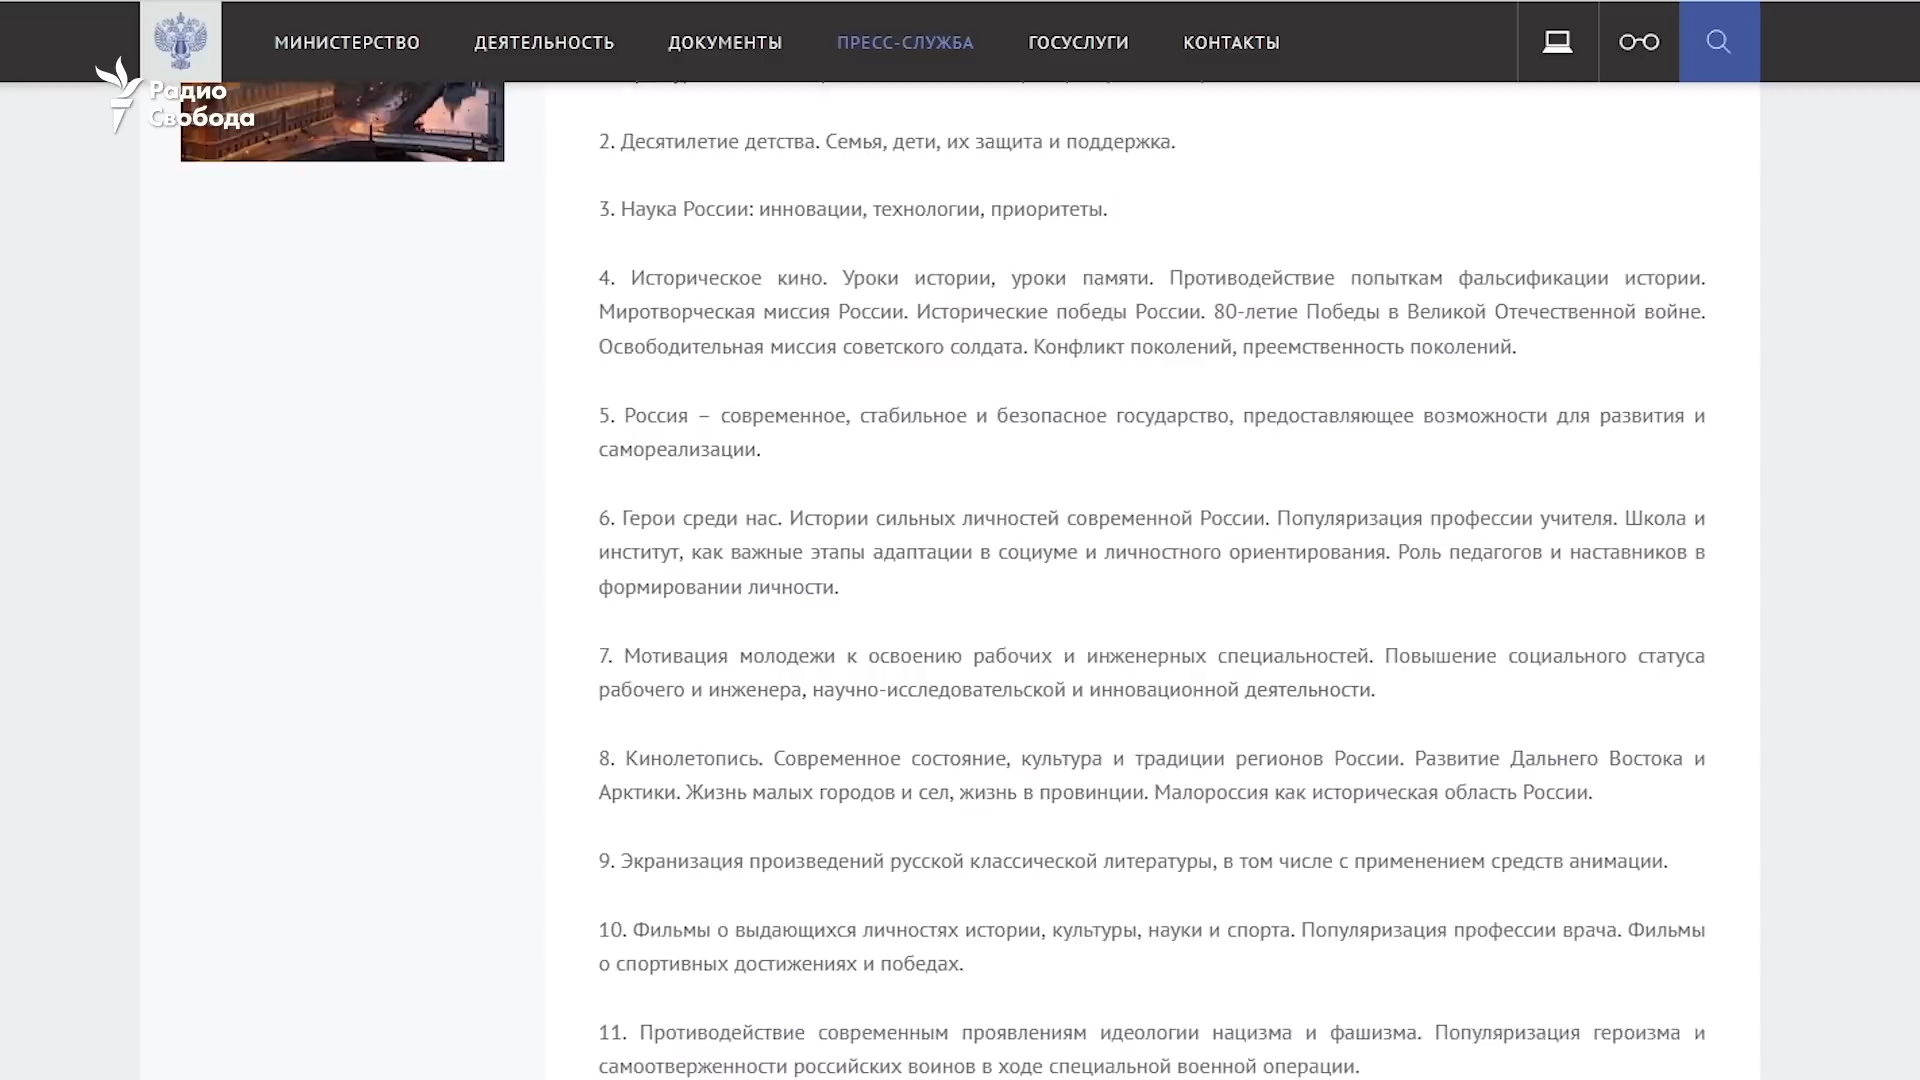 МИНИСТЕРСТВО ДЕЯТЕЛЬНОСТЬ ДОКУМЕНТЫ ПРЕСС-СЛУЖБА ГОСУСЛУГИ КОНТАКТЫ
Радио
Свобода
2. Десятилетие детства. Семья, дети, их защита и поддержка.
3. Наука России: инновации, технологии, приоритеты.
4. Историческое кино. Уроки истории, уроки памяти. Противодействие попыткам фальсификации истории.
Миротворческая миссия России. Исторические победы России. 80-летие Победы в Великой Отечественной войне.
Освободительная миссия советского солдата. Конфликт поколений, преемственность поколений.
5. Россия – современное, стабильное и безопасное государство, предоставляющее возможности для развития и
самореализации.
6. Герои среди нас. Истории сильных личностей современной России. Популяризация профессии учителя. Школа и
институт, как важные этапы адаптации в социуме и личностного ориентирования. Роль педагогов и наставников в
формировании личности.
7. Мотивация молодежи к освоению рабочих и инженерных специальностей. Повышение социального статуса
рабочего и инженера, научно-исследовательской и инновационной деятельности.
8. Кинолетопись. Современное состояние, культура и традиции регионов России. Развитие Дальнего Востока и
Арктики. Жизнь малых городов и сел, жизнь в провинции. Малороссия как историческая область России.
9. Экранизация произведений русской классической литературы, в том числе с применением средств анимации.
10. Фильмы о выдающихся личностях истории, культуры, науки и спорта. Популяризация профессии врача. Фильмы
о спортивных достижениях и победах.
11. Противодействие современным проявлениям идеологии нацизма и фашизма. Популяризация героизма и
самоотверженности российских воинов в ходе специальной военной операции.